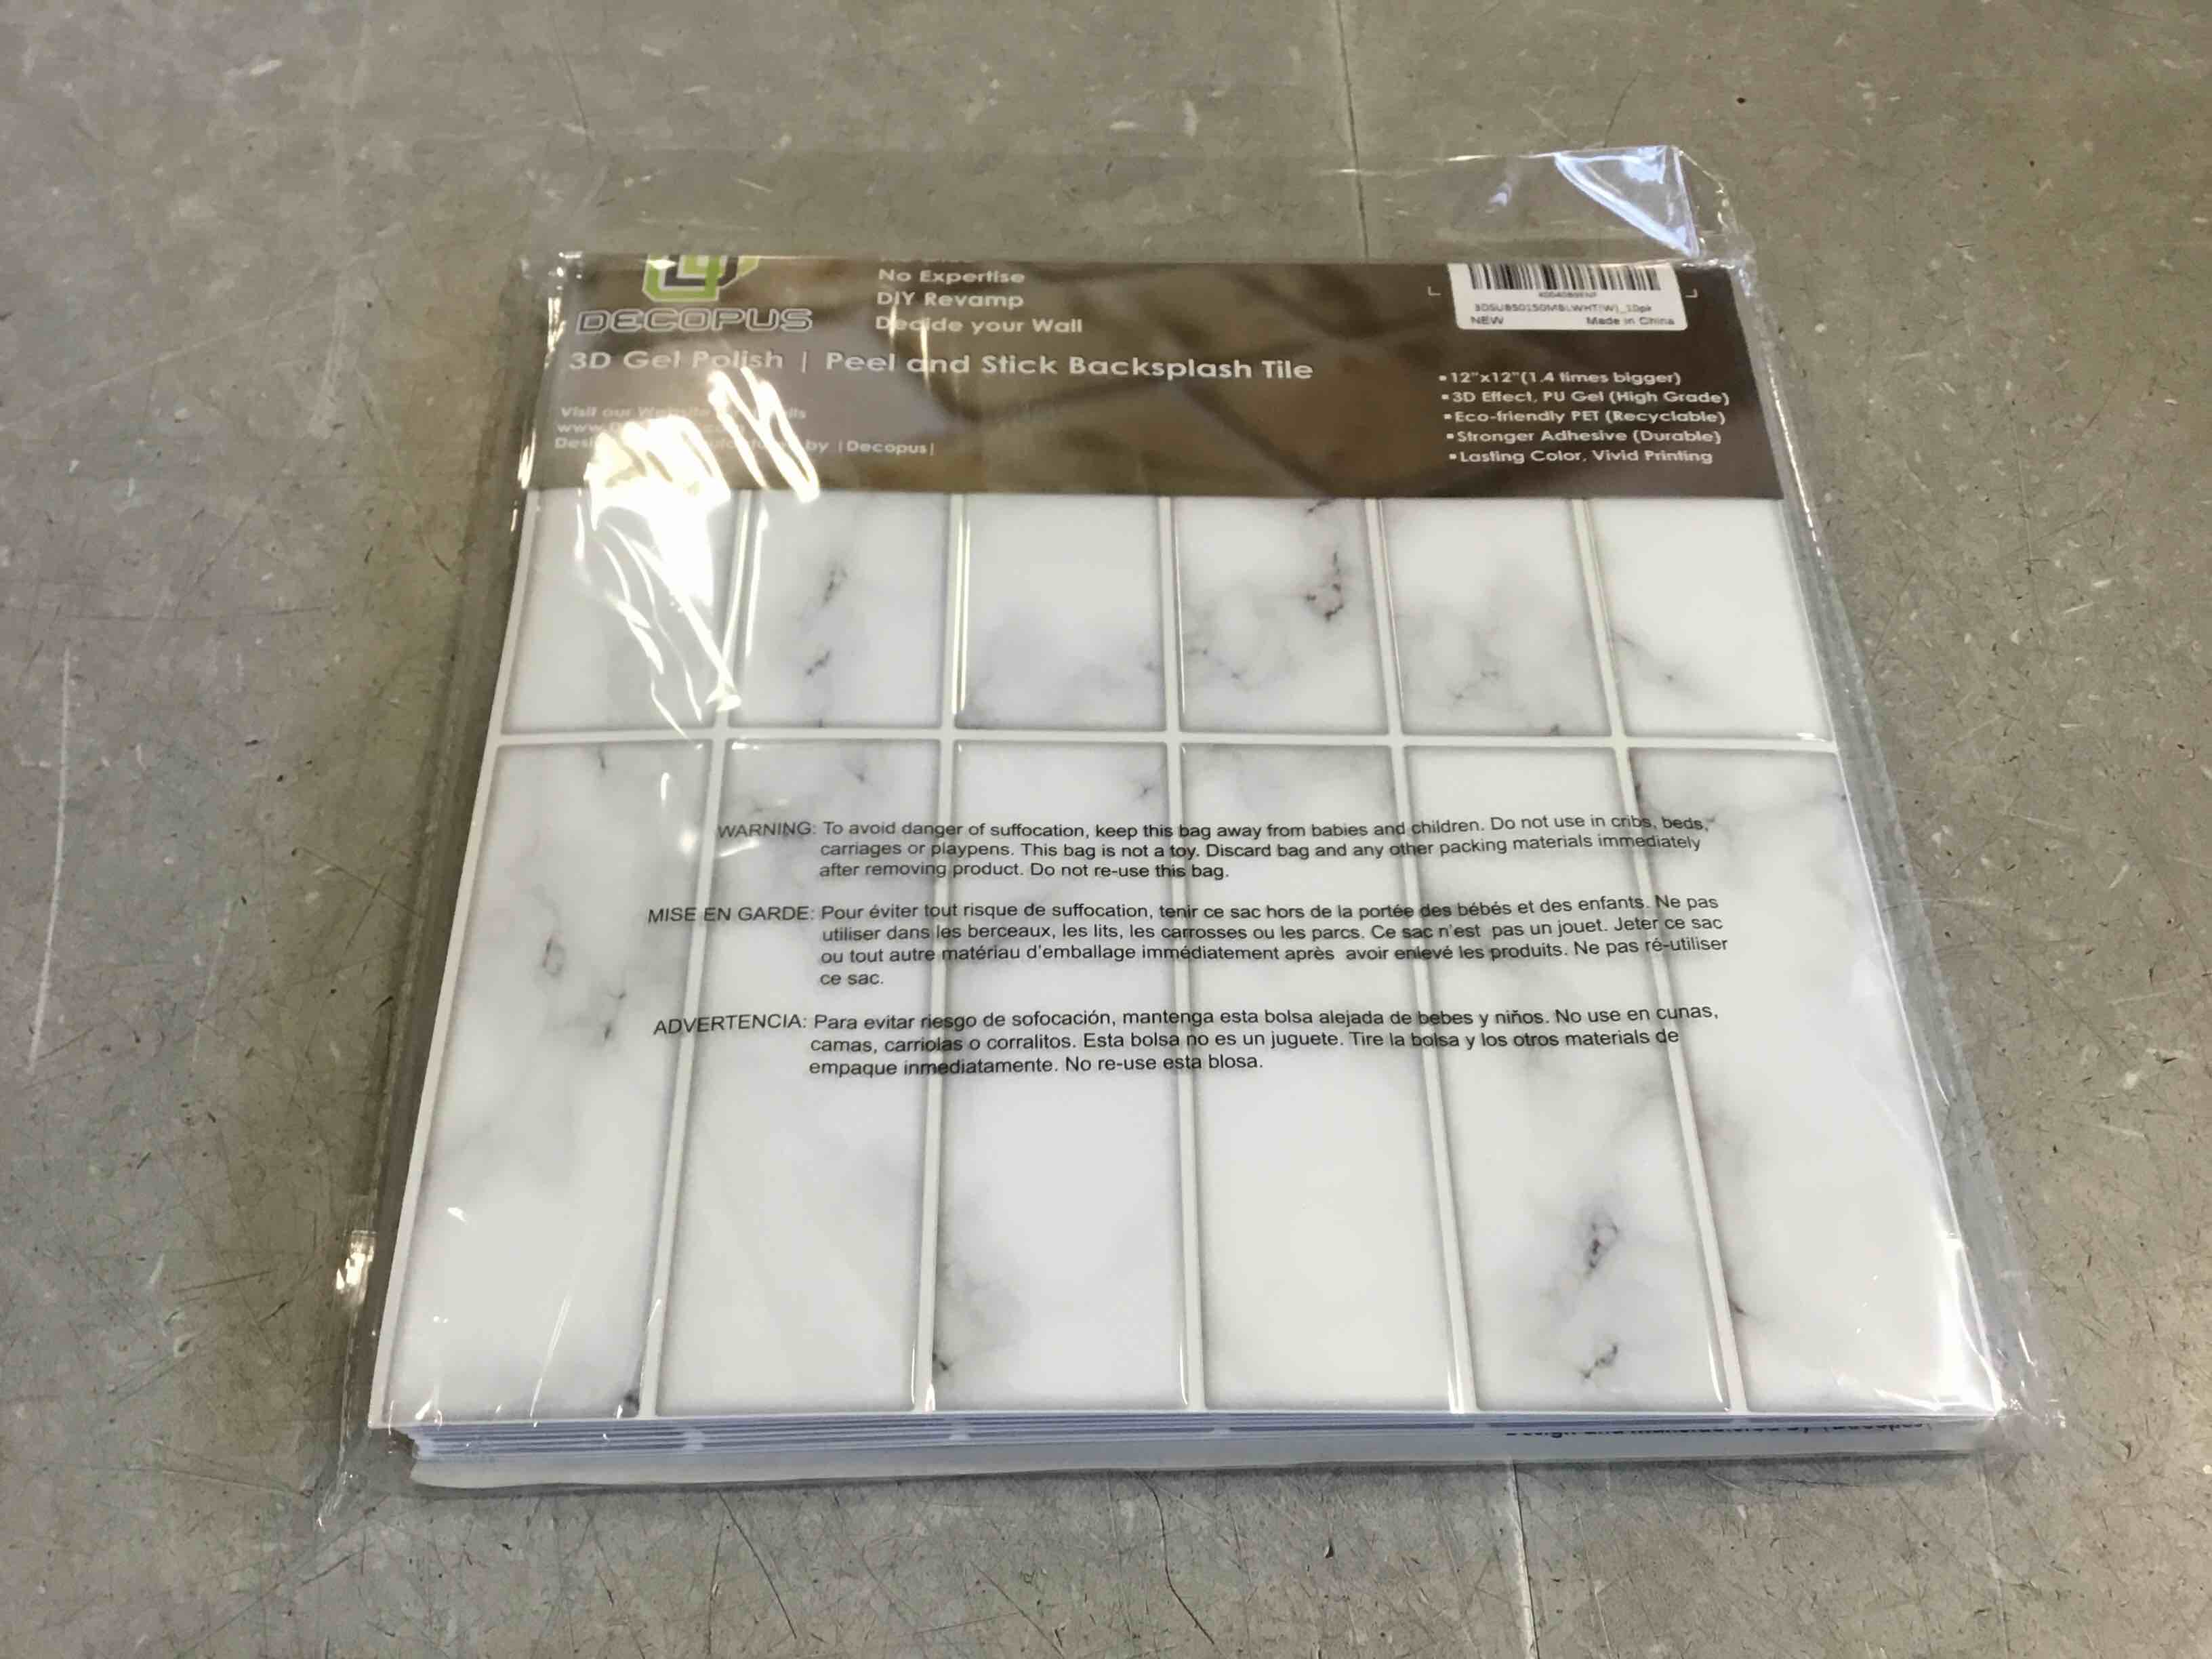 DECOPUS
No Expertise
DIY Revamp
Decide your Wall
3D Gel Polish | Peel and Stick Backsplash Tile
Visit our Website
www.
by |Decopus|
NEW Made in China
▪12"x12"(1.4 times bigger)
▪3D Effect, PU Gel (High Grade)
▪Eco-friendly PET (Recyclable)
▪Stronger Adhesive (Durable)
▪Lasting Color, Vivid Printing
WARNING: To avoid danger of suffocation, keep this bag away from babies and children. Do not use in cribs, beds,
carriages or playpens. This bag is not a toy. Discard bag and any other packing materials immediately
after removing product. Do not re-use this bag.
MISE EN GARDE: Pour éviter tout risque de suffocation, tenir ce sac hors de la portée des bébés et des enfants. Ne pas
utiliser dans les berceaux, les lits, les carrosses ou les parcs. Ce sac n'est pas un jouet. Jeter ce sac
ou tout autre matériau d'emballage immédiatement après avoir enlevé les produits. Ne pas ré-utiliser
ce sac.
ADVERTENCIA: Para evitar riesgo de sofocación, mantenga esta bolsa alejada de bebes y niños. No use en cunas,
camas, carriolas o corralitos. Esta bolsa no es un juguete. Tire la bolsa y los otros materials de
empaque inmediatamente. No re-use esta blosa.